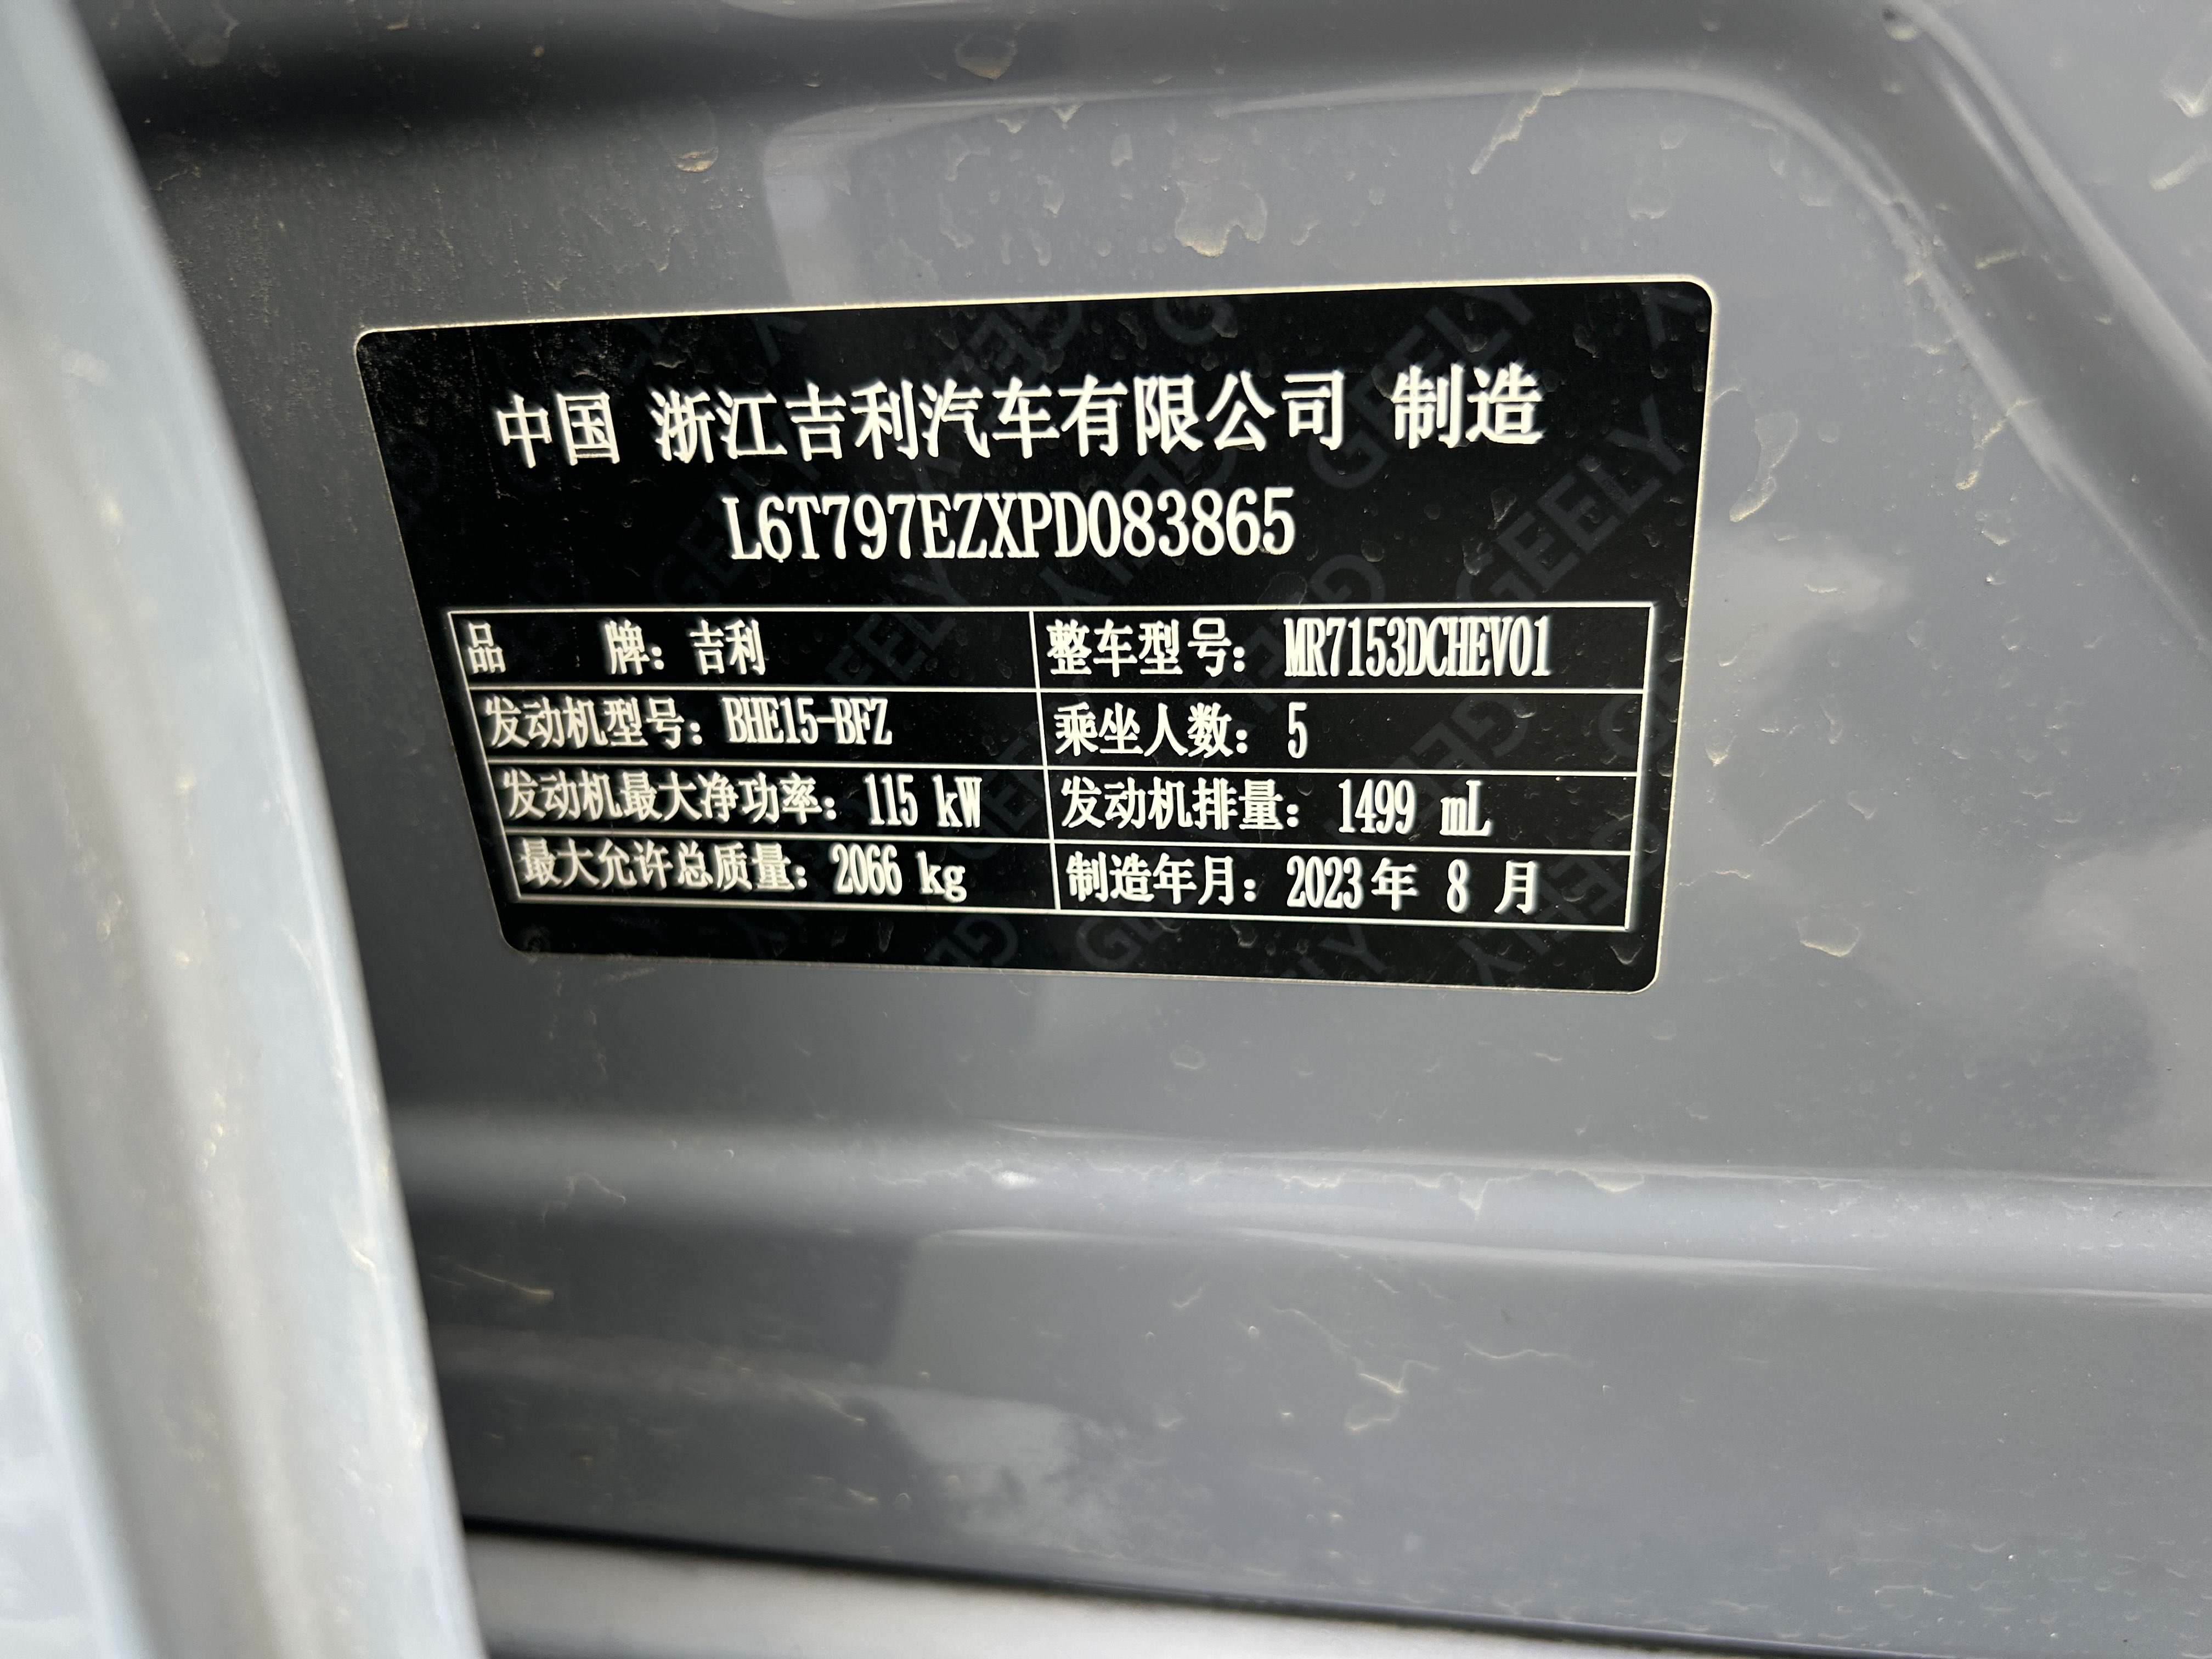 中国 浙江吉利汽车有限公司 制造
L6T797EZXPD083865
品 牌：吉利 整车型号：MR7153DCHEV01
发动机型号：BHE15-BFZ 乘坐人数：5
发动机最大净功率：115 kW 发动机排量：1499 mL
最大允许总质量：2066 kg 制造年月：2023年 8 月